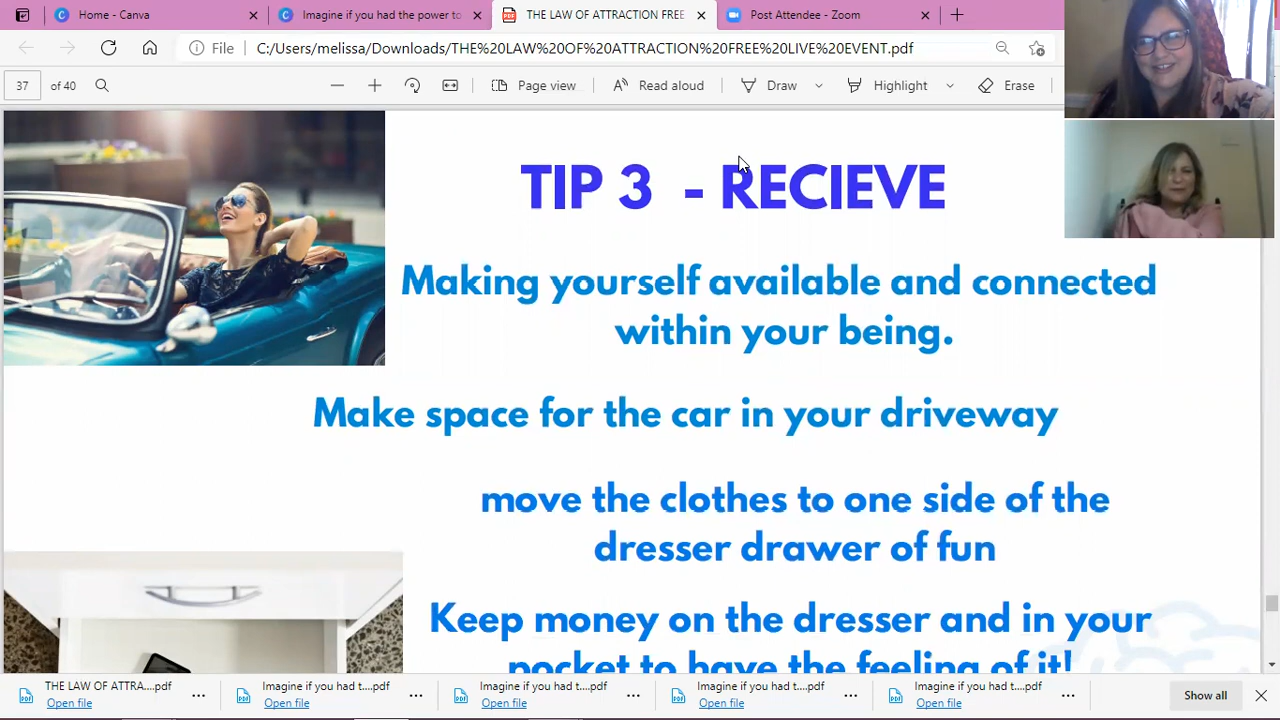 Home - Canva
Imagine if you had the power to
THE LAW OF ATTRACTION FREE
Post Attendee - Zoom
File
C:/Users/melissa/Downloads/THE%20LAW%20OF%20ATTRACTION%20FREE%20LIVE%20EVENT.pdf
37 of 40
Page view
Read aloud
Draw
Highlight
Erase
TIP 3 - RECIEVE
Making yourself available and connected
within your being.
Make space for the car in your driveway
move the clothes to one side of the
dresser drawer of fun
Keep money on the dresser and in your
pocket to have the feeling of it!
THE LAW OF ATTRA....pdf
Open file
Imagine if you had t....pdf
Open file
Imagine if you had t....pdf
Open file
Imagine if you had t....pdf
Open file
Imagine if you had t....pdf
Open file
Show all